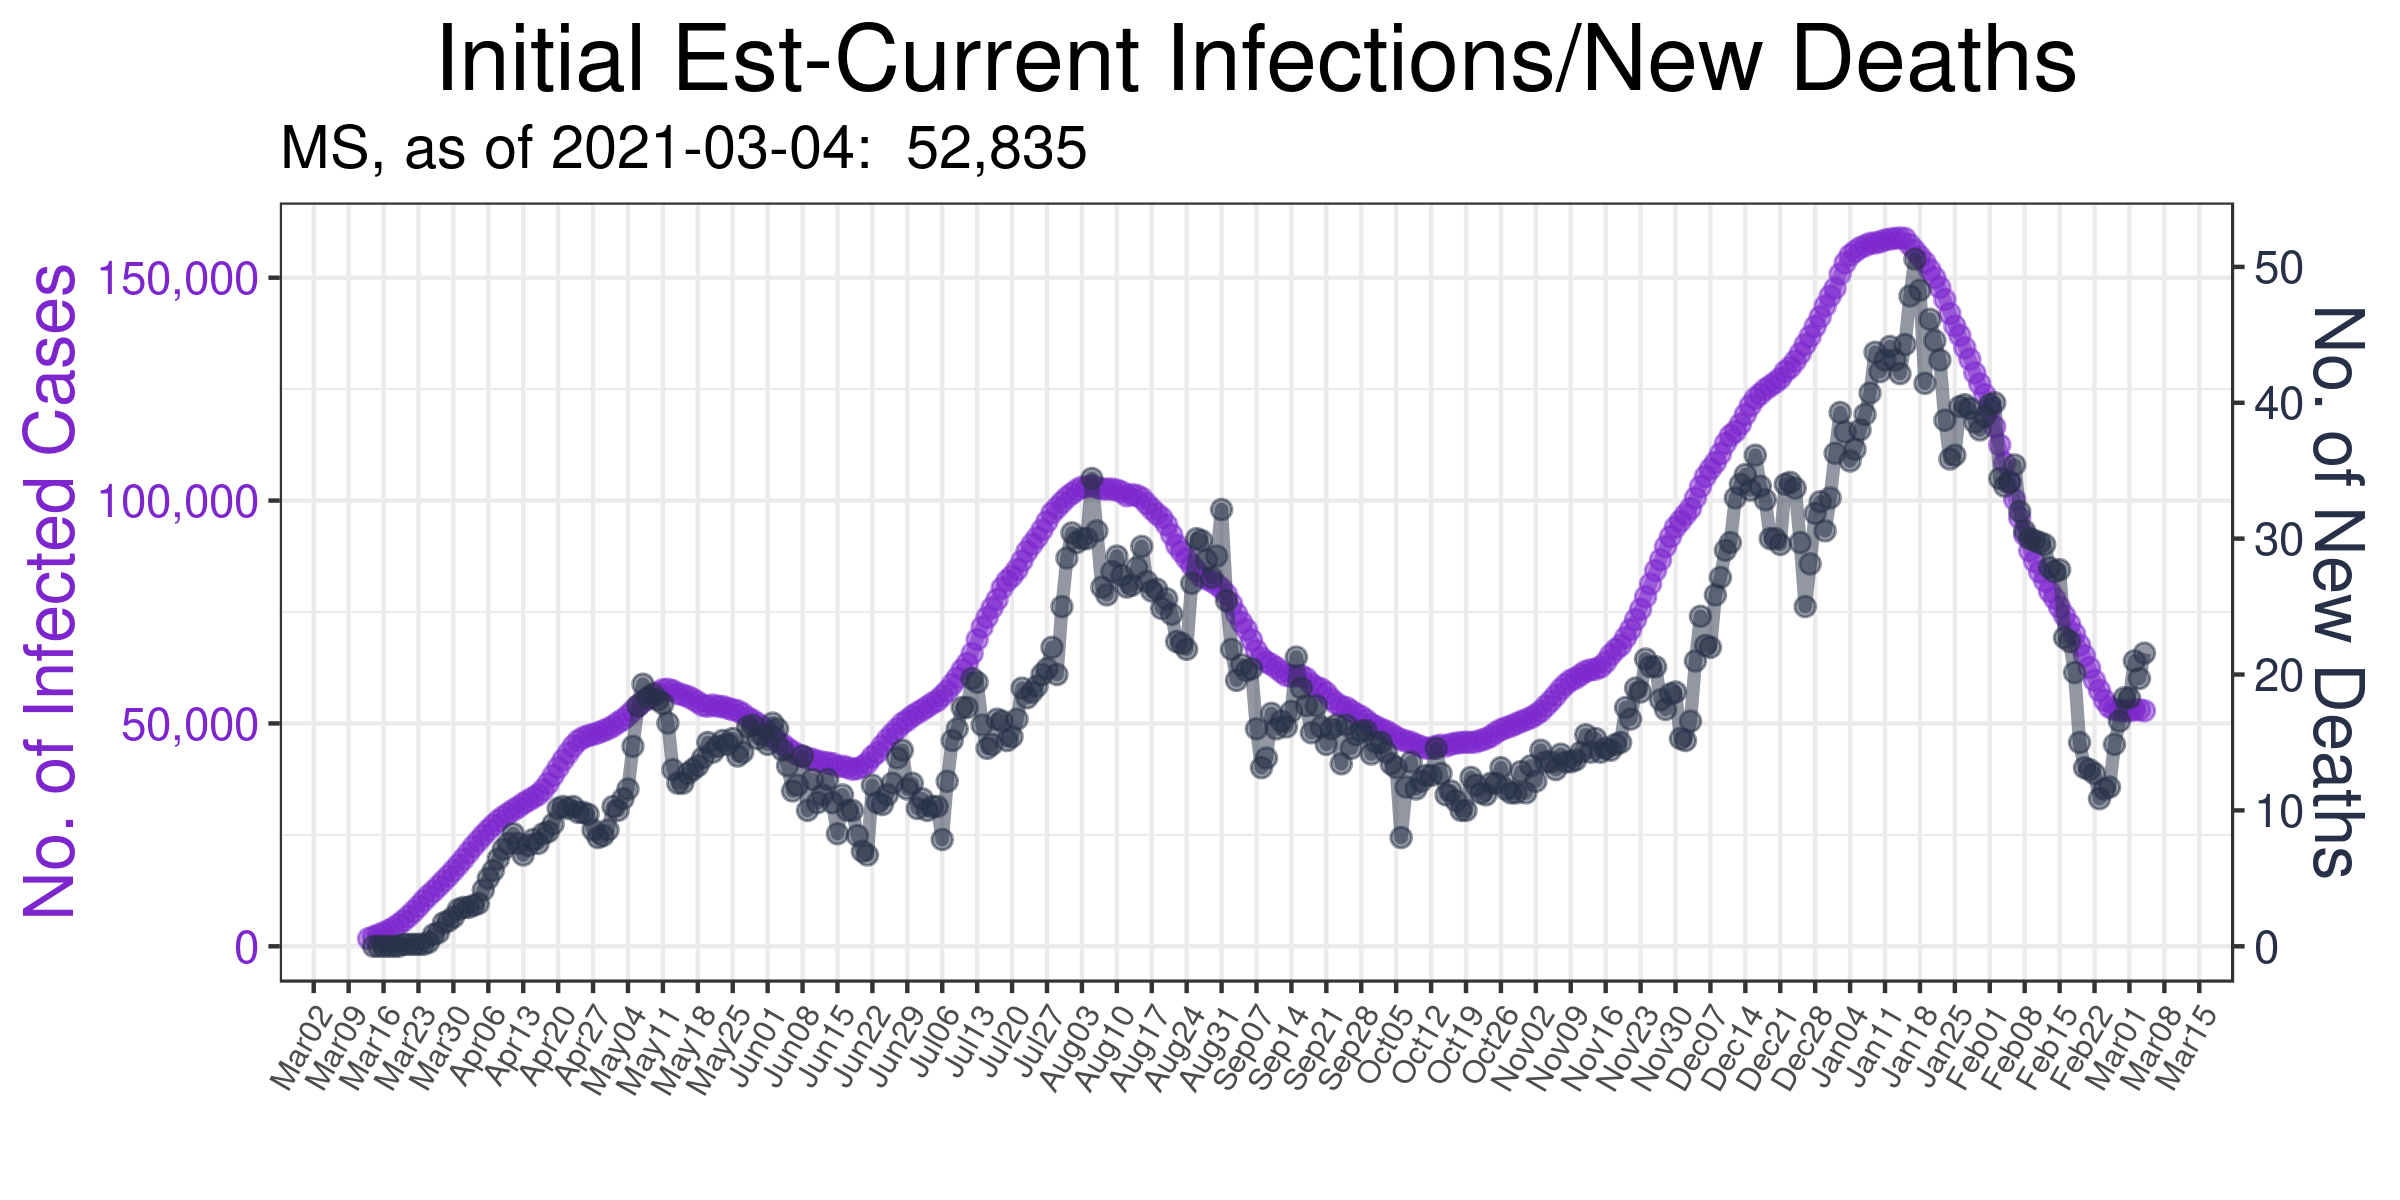 Initial Est-Current Infections/New Deaths
MS, as of 2021-03-04:  52,835
No. of Infected Cases
150,000
100,000
50,000
0
50
40
30
20
10
0
No. of New Deaths
Mar02
Mar09
Mar16
Mar23
Mar30
Apr06
Apr13
Apr20
Apr27
May04
May11
May18
May25
Jun01
Jun08
Jun15
Jun22
Jun29
Jul06
Jul13
Jul20
Jul27
Aug03
Aug10
Aug17
Aug24
Aug31
Sep07
Sep14
Sep21
Sep28
Oct05
Oct12
Oct19
Oct26
Nov02
Nov09
Nov16
Nov23
Nov30
Dec07
Dec14
Dec21
Dec28
Jan04
Jan11
Jan18
Jan25
Feb01
Feb08
Feb15
Feb22
Mar01
Mar08
Mar15